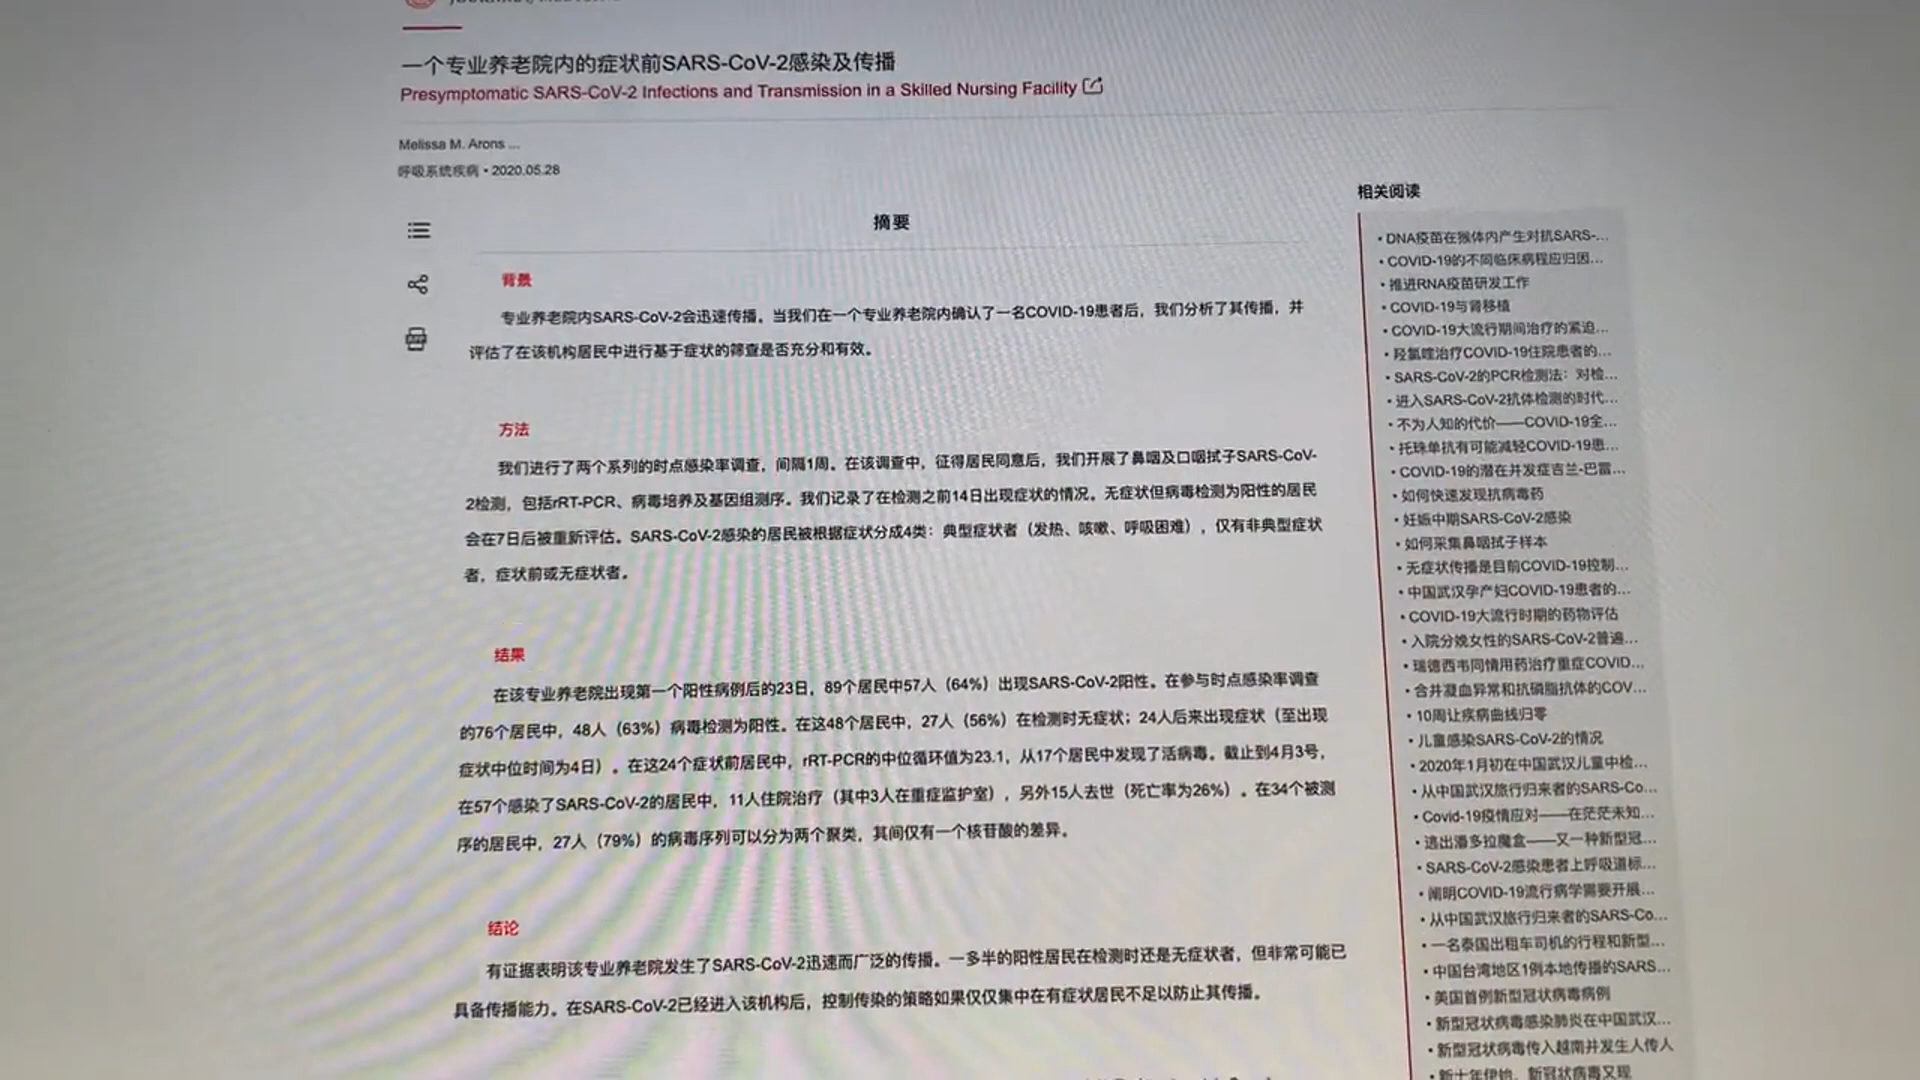 一个专业养老院内的症状前SARS-CoV-2感染及传播
Presymptomatic SARS-CoV-2 Infections and Transmission in a Skilled Nursing Facility
Melissa M. Arons ...
呼吸系统疾病 • 2020.05.28
摘要
背景
专业养老院内SARS-CoV-2会迅速传播。当我们在一个专业养老院内确认了一名COVID-19患者后，我们分析了其传播，并
评估了在该机构居民中进行基于症状的筛查是否充分和有效。
方法
我们进行了两个系列的时点感染率调查，间隔1周。在该调查中，征得居民同意后，我们开展了鼻咽及口咽拭子SARS-CoV-
2检测，包括rRT-PCR、病毒培养及基因组测序。我们记录了在检测之前14日出现症状的情况。无症状但病毒检测为阳性的居民
会在7日后被重新评估。SARS-CoV-2感染的居民被根据症状分成4类：典型症状者（发热、咳嗽、呼吸困难），仅有非典型症状
者，症状前或无症状者。
结果
在该专业养老院出现第一个阳性病例后的23日，89个居民中57人（64%）出现SARS-CoV-2阳性。在参与时点感染率调查
的76个居民中，48人（63%）病毒检测为阳性。在这48个居民中，27人（56%）在检测时无症状；24人后来出现症状（至出现
症状中位时间为4日）。在这24个症状前居民中，rRT-PCR的中位循环值为23.1，从17个居民中发现了活病毒。截止到4月3号，
在57个感染了SARS-CoV-2的居民中，11人住院治疗（其中3人在重症监护室），另外15人去世（死亡率为26%）。在34个被测
序的居民中，27人（79%）的病毒序列可以分为两个聚类，其间仅有一个核苷酸的差异。
结论
有证据表明该专业养老院发生了SARS-CoV-2迅速而广泛的传播。一多半的阳性居民在检测时还是无症状者，但非常可能已
具备传播能力。在SARS-CoV-2已经进入该机构后，控制传染的策略如果仅仅集中在有症状居民不足以防止其传播。
相关阅读
• DNA疫苗在猴体内产生对抗SARS-...
• COVID-19的不同临床病程应归因...
• 推进RNA疫苗研发工作
• COVID-19与肾移植
• COVID-19大流行期间治疗的紧迫...
• 羟氯喹治疗COVID-19住院患者的...
• SARS-CoV-2的PCR检测法：对检...
• 进入SARS-CoV-2抗体检测的时代...
• 不为人知的代价——COVID-19全...
• 托珠单抗有可能减轻COVID-19患...
• COVID-19的潜在并发症吉兰-巴雷...
• 如何快速发现抗病毒药
• 妊娠中期SARS-CoV-2感染
• 如何采集鼻咽拭子样本
• 无症状传播是目前COVID-19控制...
• 中国武汉孕产妇COVID-19患者的...
• COVID-19大流行时期的药物评估
• 入院分娩女性的SARS-CoV-2普遍...
• 瑞德西韦同情用药治疗重症COVID...
• 合并凝血异常和抗磷脂抗体的COV...
• 10周让疾病曲线归零
• 儿童感染SARS-CoV-2的情况
• 2020年1月初在中国武汉儿童中检...
• 从中国武汉旅行归来者的SARS-Co...
• Covid-19疫情应对——在茫茫未知...
• 逃出潘多拉魔盒——又一种新型冠...
• SARS-CoV-2感染患者上呼吸道标...
• 阐明COVID-19流行病学需要开展...
• 从中国武汉旅行归来者的SARS-Co...
• 一名泰国出租车司机的行程和新型...
• 中国台湾地区1例本地传播的SARS...
• 美国首例新型冠状病毒病例
• 新型冠状病毒感染肺炎在中国武汉...
• 新型冠状病毒传入越南并发生人传人
• 新十年伊始，新冠状病毒又现